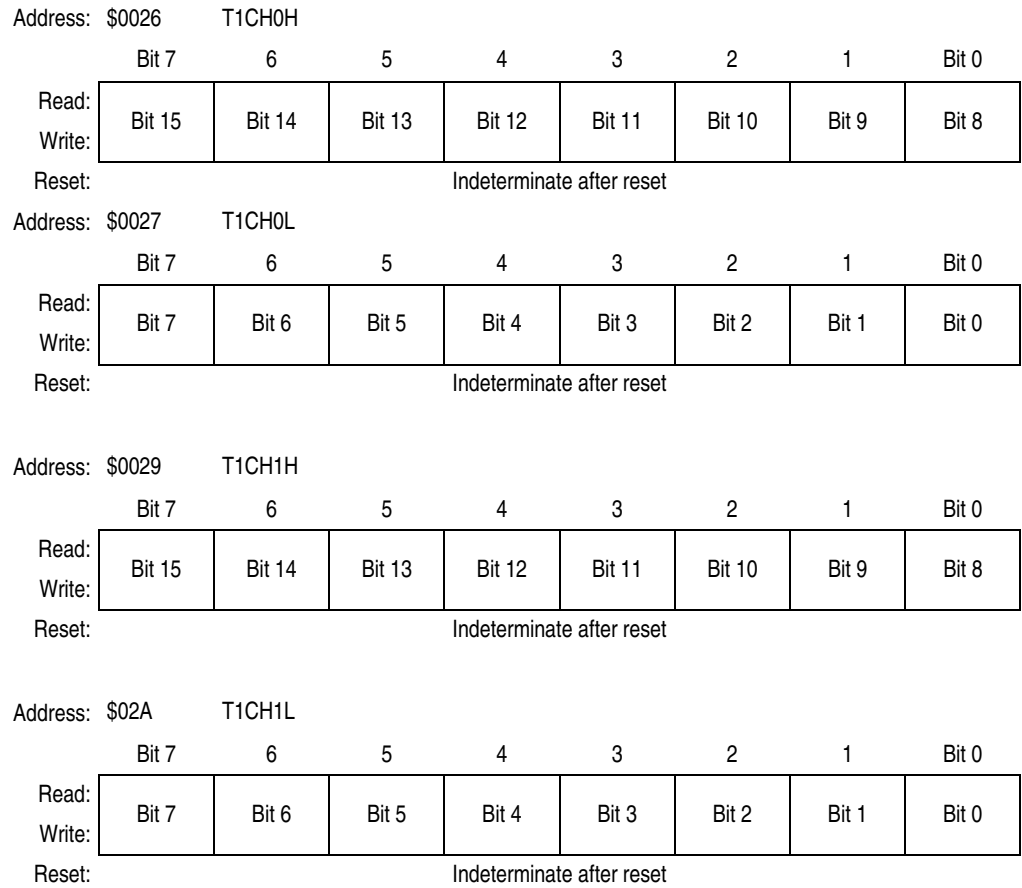 Address: $0026 T1CH0H
Bit 7 6 5 4 3 2 1 Bit 0
Read:
Bit 15 Bit 14 Bit 13 Bit 12 Bit 11 Bit 10 Bit 9 Bit 8
Write:
Reset: Indeterminate after reset
Address: $0027 T1CH0L
Bit 7 6 5 4 3 2 1 Bit 0
Read:
Bit 7 Bit 6 Bit 5 Bit 4 Bit 3 Bit 2 Bit 1 Bit 0
Write:
Reset: Indeterminate after reset
Address: $0029 T1CH1H
Bit 7 6 5 4 3 2 1 Bit 0
Read:
Bit 15 Bit 14 Bit 13 Bit 12 Bit 11 Bit 10 Bit 9 Bit 8
Write:
Reset: Indeterminate after reset
Address: $02A T1CH1L
Bit 7 6 5 4 3 2 1 Bit 0
Read:
Bit 7 Bit 6 Bit 5 Bit 4 Bit 3 Bit 2 Bit 1 Bit 0
Write:
Reset: Indeterminate after reset